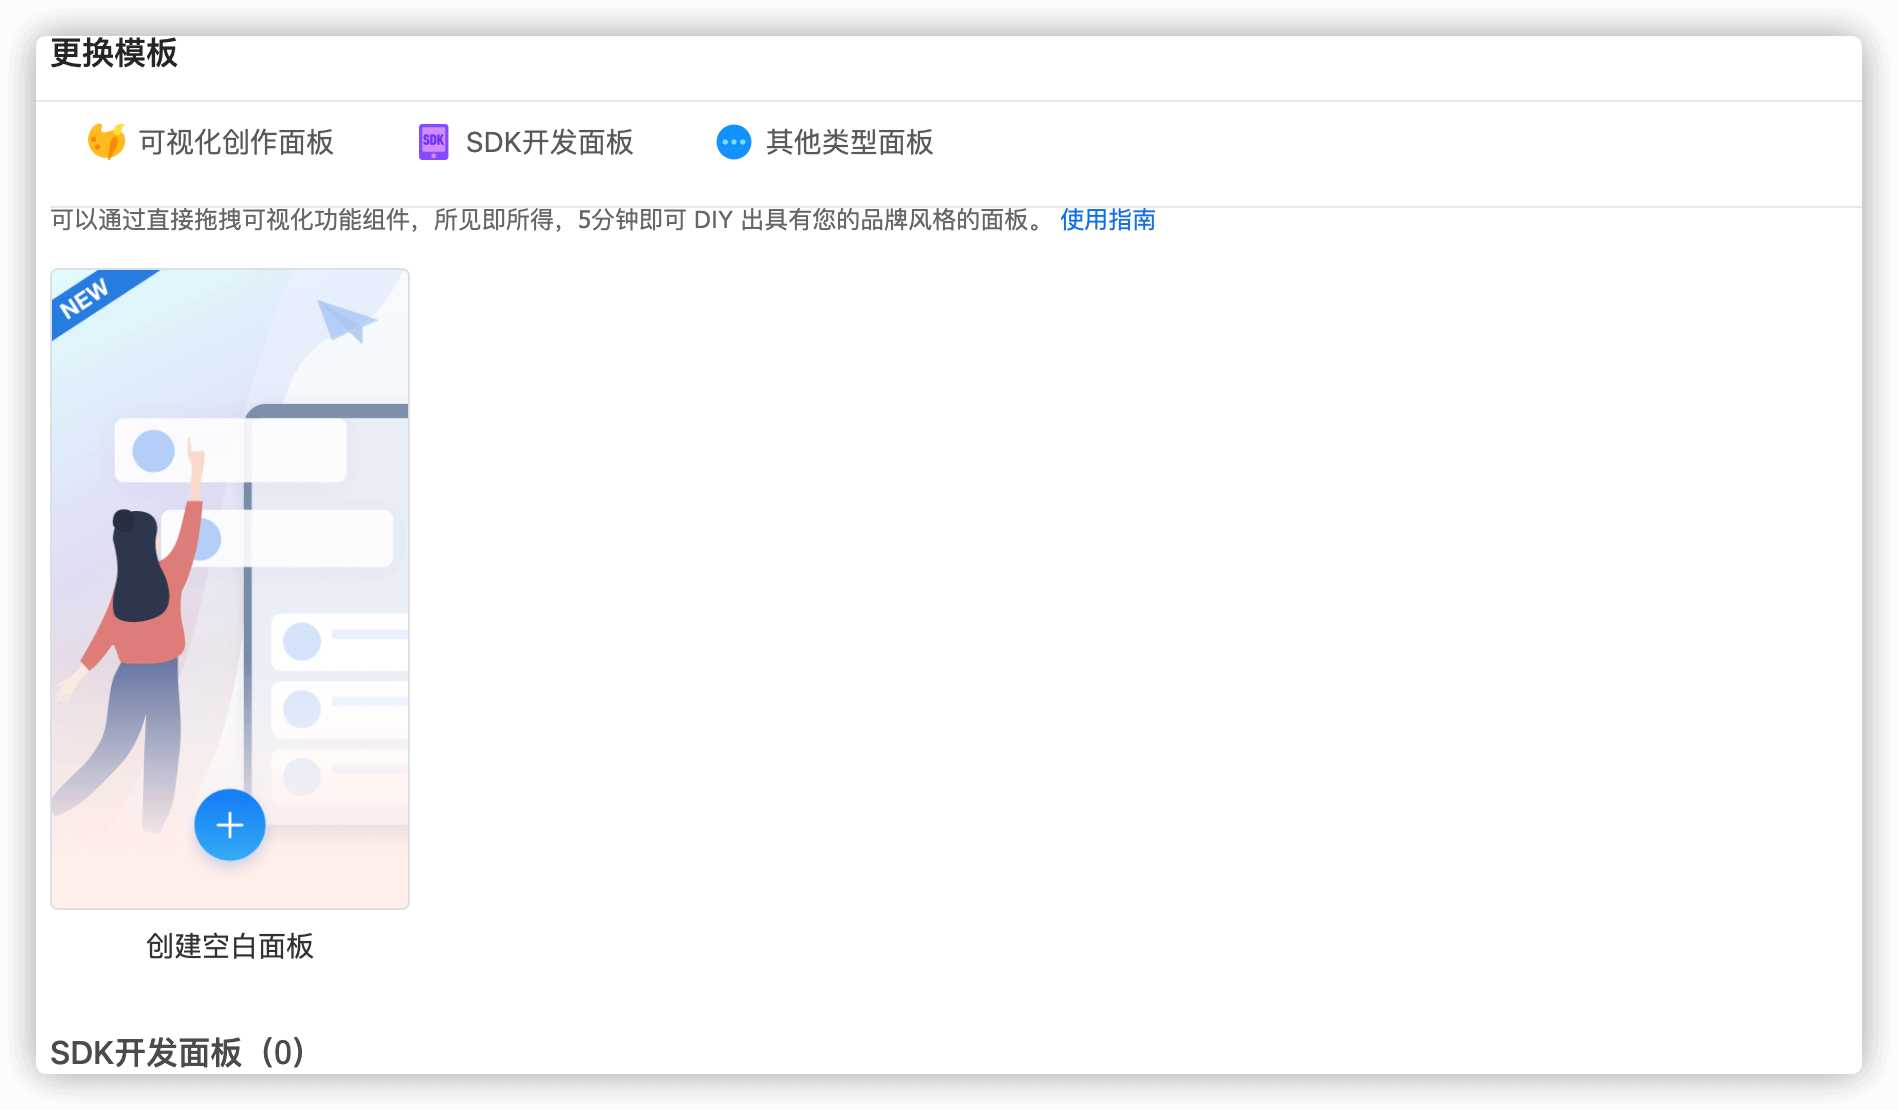 更换模板
可视化创作面板
SDK
SDK开发面板
其他类型面板
可以通过直接拖拽可视化功能组件，所见即所得，5分钟即可 DIY 出具有您的品牌风格的面板。 使用指南
NEW
创建空白面板
SDK开发面板（0）